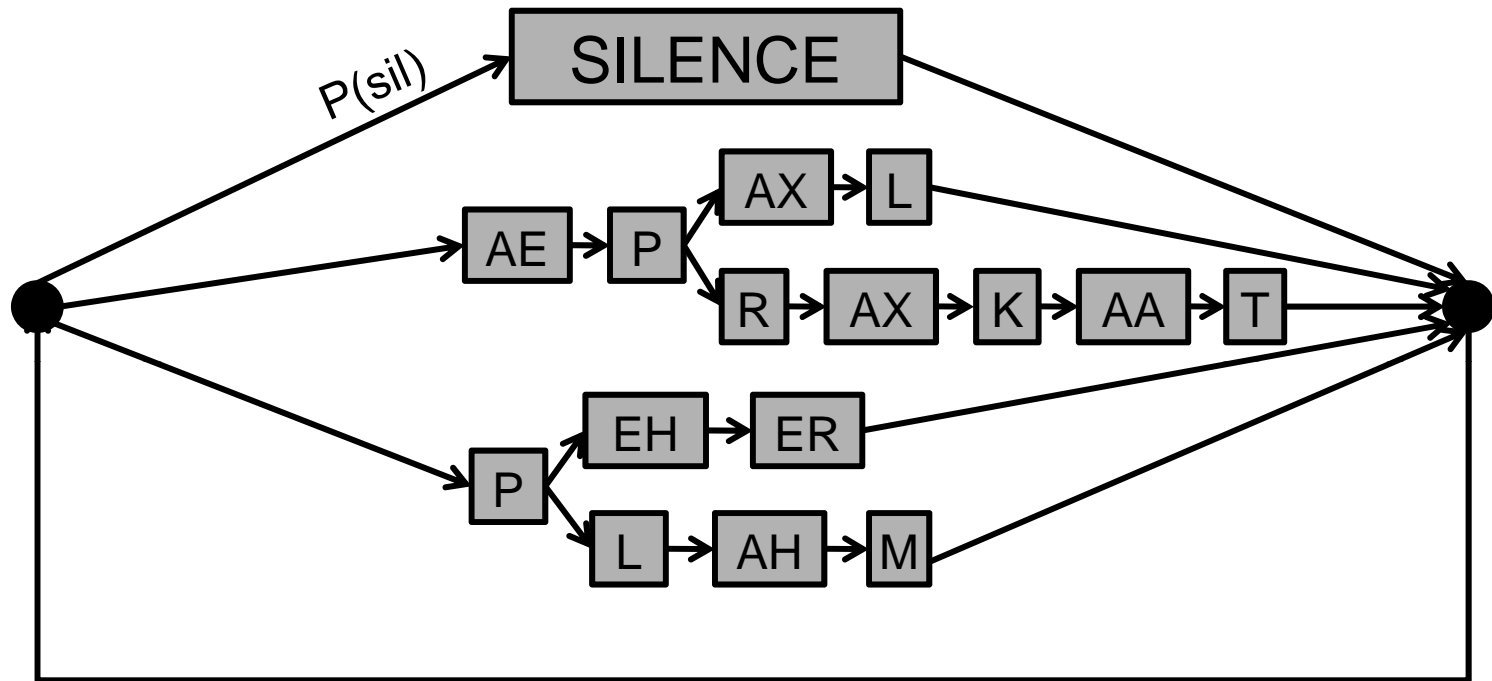 SILENCE
P(sil)
AX L
AE P
R AX K AA T
EH ER
P
L AH M